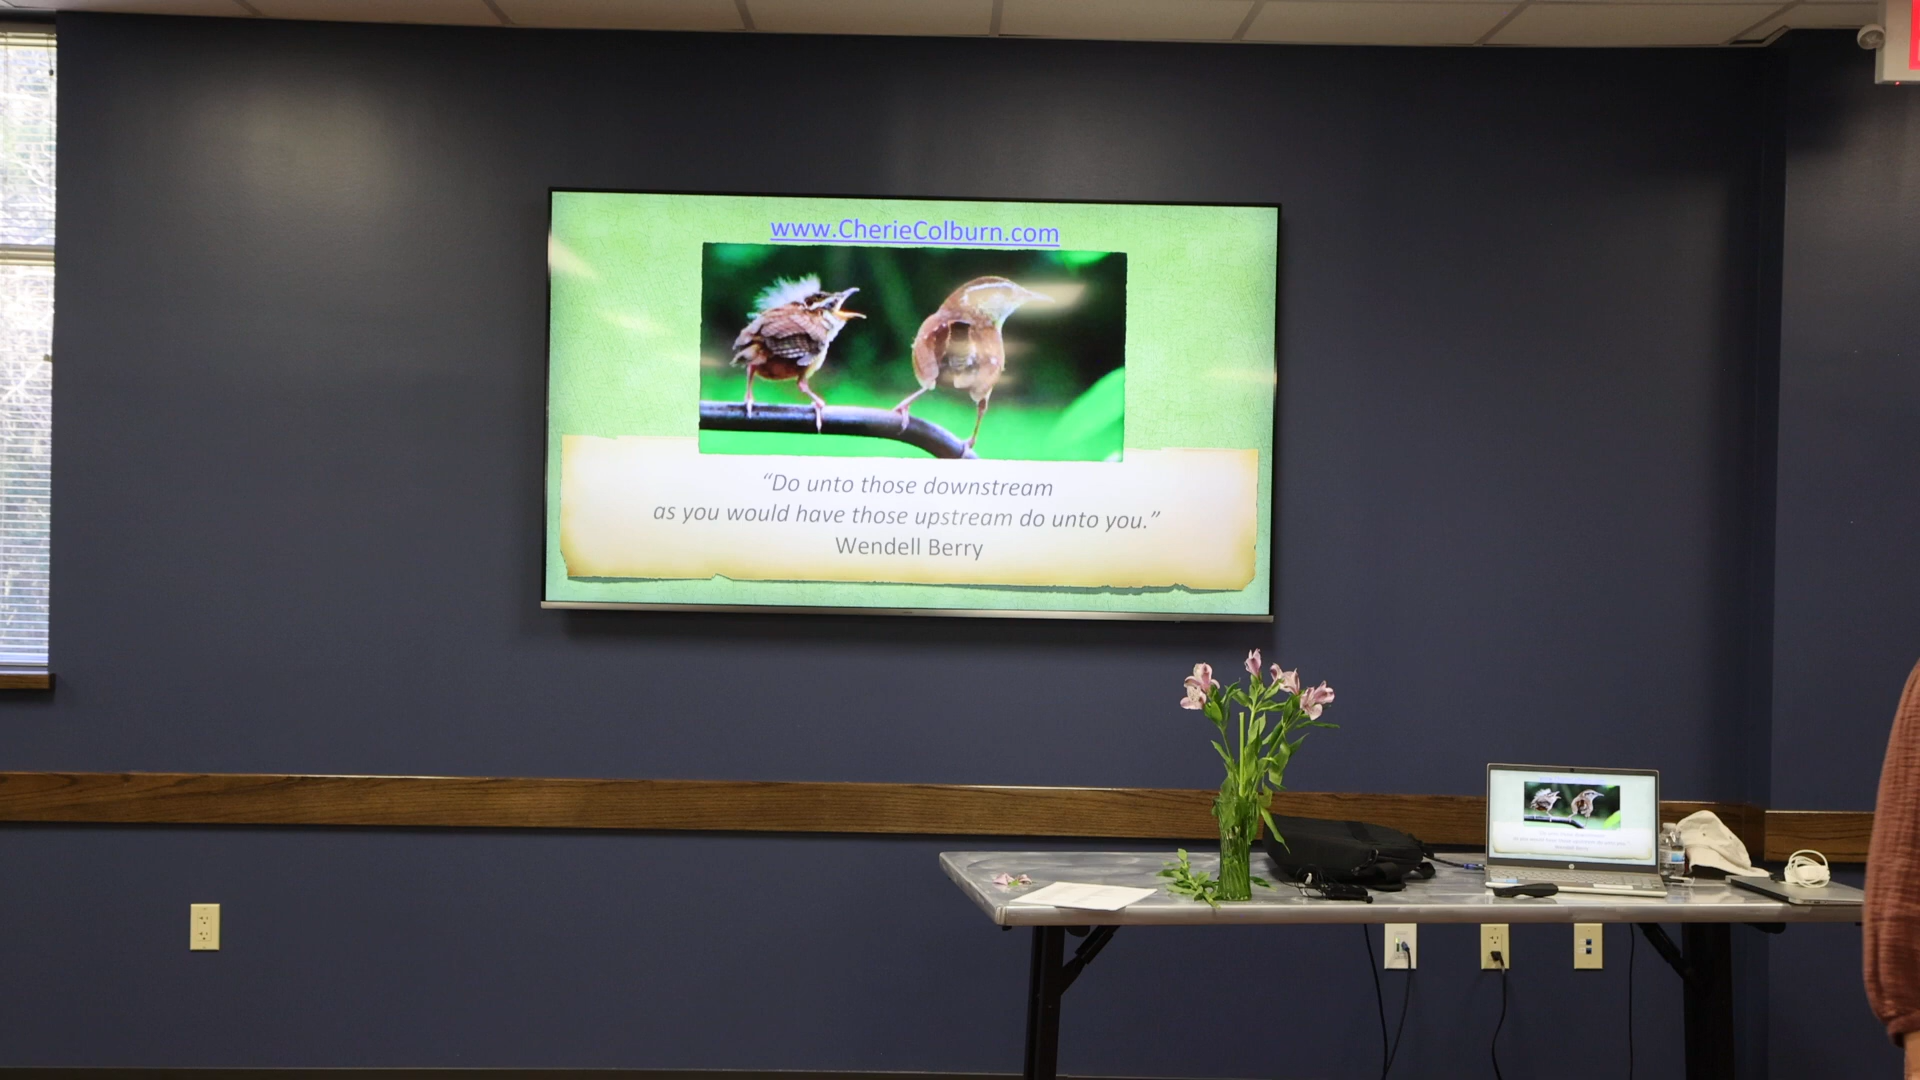 www.CherieColburn.com
“Do unto those downstream
as you would have those upstream do unto you.”
Wendell Berry